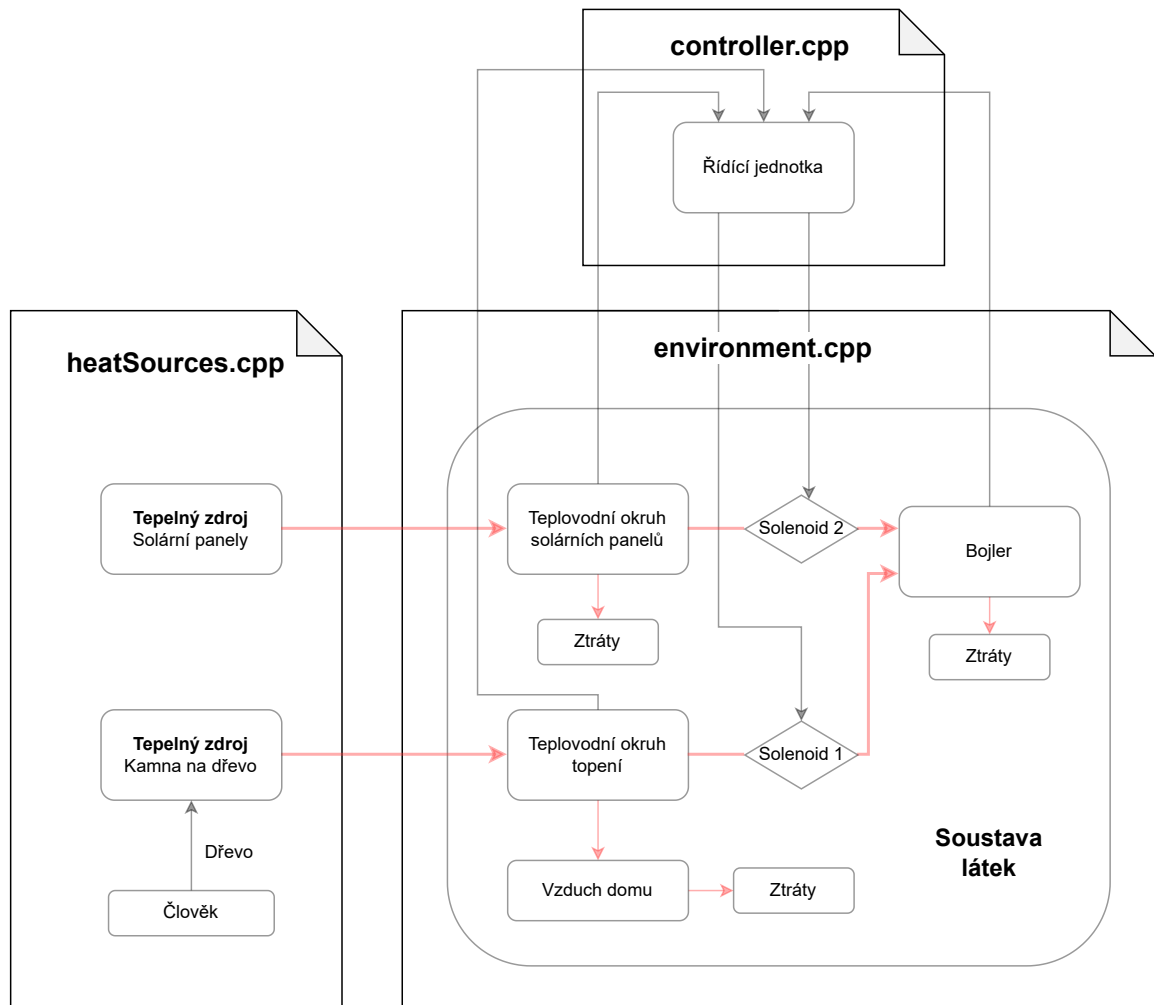 controller.cpp
Řídící jednotka
heatSources.cpp
Tepelný zdroj
Solární panely
Tepelný zdroj
Kamna na dřevo
Dřevo
Člověk
environment.cpp
Teplovodní okruh
solárních panelů
Solenoid 2
Bojler
Ztráty
Ztráty
Teplovodní okruh
topení
Solenoid 1
Vzduch domu
Ztráty
Soustava
látek